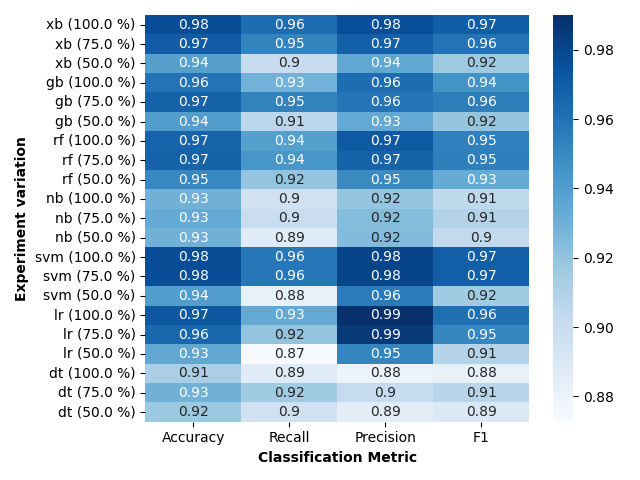 xb (100.0 %) 0.98 0.96 0.98 0.97
xb (75.0 %) 0.97 0.95 0.97 0.96
xb (50.0 %) 0.94 0.9 0.94 0.92
gb (100.0 %) 0.96 0.93 0.96 0.94
gb (75.0 %) 0.97 0.95 0.96 0.96
gb (50.0 %) 0.94 0.91 0.93 0.92
rf (100.0 %) 0.97 0.94 0.97 0.95
rf (75.0 %) 0.97 0.94 0.97 0.95
rf (50.0 %) 0.95 0.92 0.95 0.93
nb (100.0 %) 0.93 0.9 0.92 0.91
nb (75.0 %) 0.93 0.9 0.92 0.91
nb (50.0 %) 0.93 0.89 0.92 0.9
svm (100.0 %) 0.98 0.96 0.98 0.97
svm (75.0 %) 0.98 0.96 0.98 0.97
svm (50.0 %) 0.94 0.88 0.96 0.92
lr (100.0 %) 0.97 0.93 0.99 0.96
lr (75.0 %) 0.96 0.92 0.99 0.95
lr (50.0 %) 0.93 0.87 0.95 0.91
dt (100.0 %) 0.91 0.89 0.88 0.88
dt (75.0 %) 0.93 0.92 0.9 0.91
dt (50.0 %) 0.92 0.9 0.89 0.89
Accuracy Recall Precision F1
Classification Metric
Experiment variation
0.98
0.96
0.94
0.92
0.90
0.88